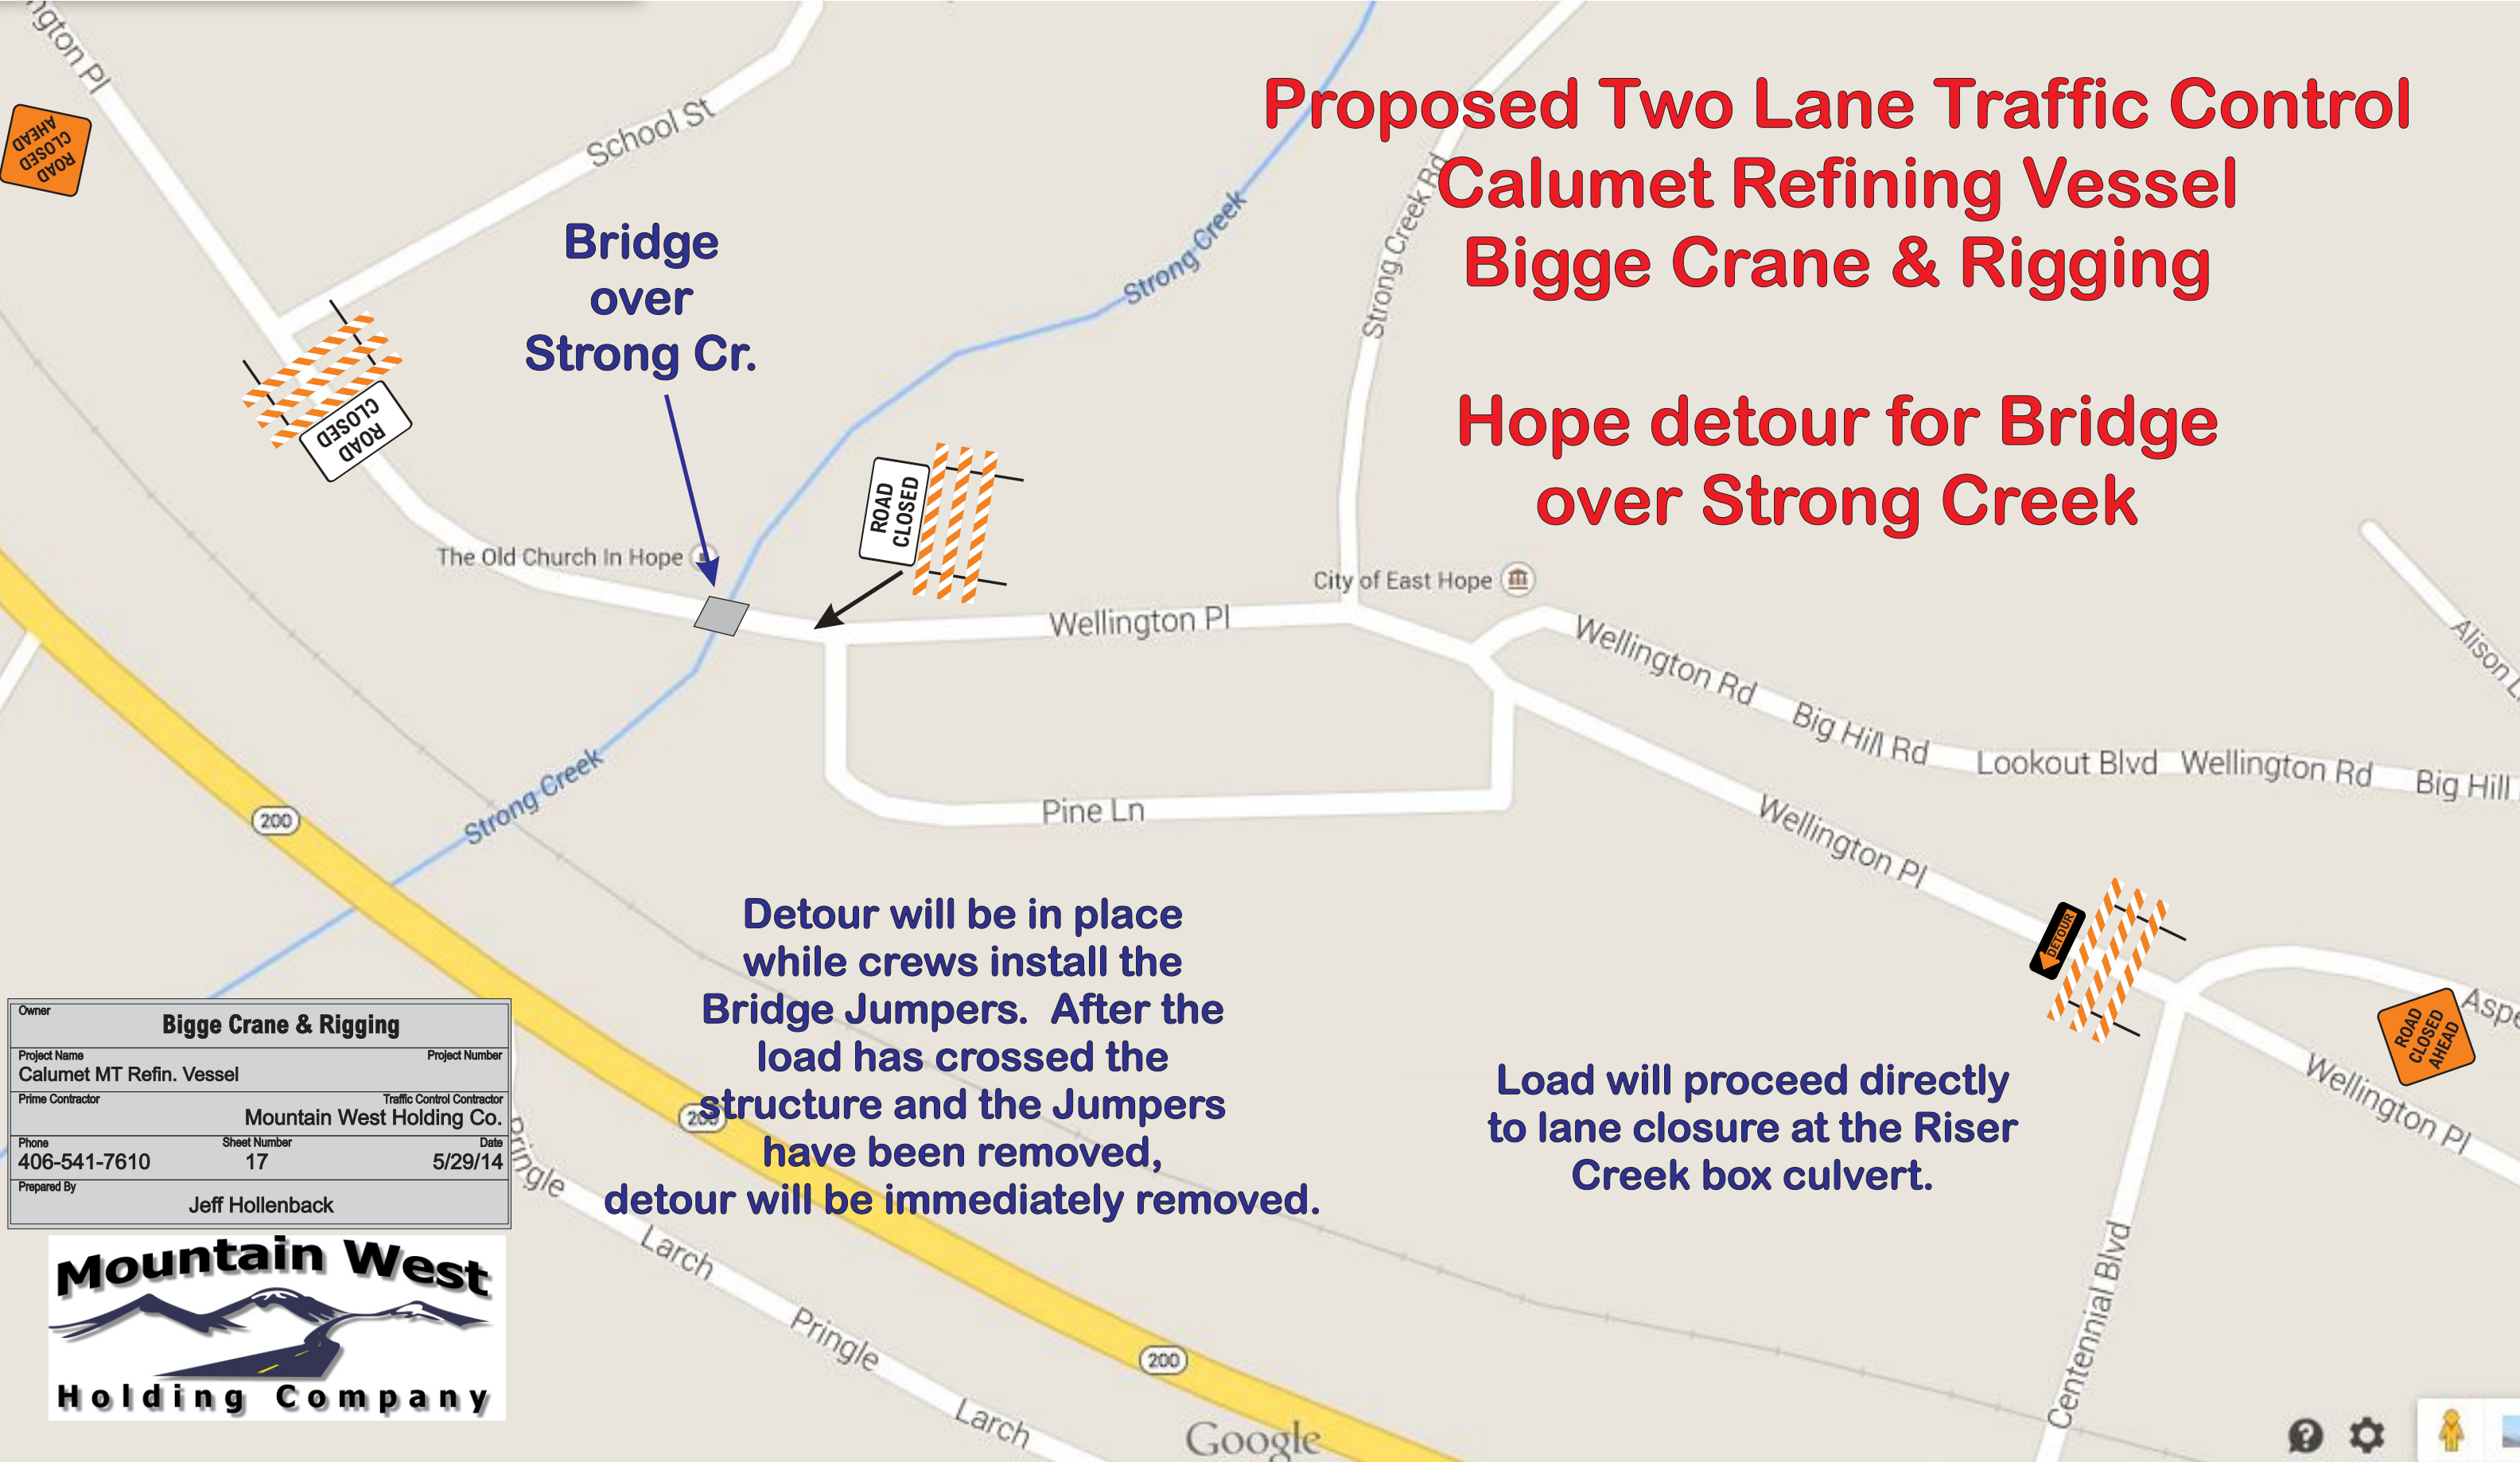 ngton Pl
ROAD
CLOSED
AHEAD
School St
Bridge
over
Strong Cr.
Strong Creek
Strong Creek Rd
Proposed Two Lane Traffic Control
Calumet Refining Vessel
Bigge Crane & Rigging
Hope detour for Bridge
over Strong Creek
ROAD
CLOSED
ROAD
CLOSED
The Old Church In Hope
City of East Hope
Wellington Pl
Wellington Rd
Big Hill Rd
Lookout Blvd
Wellington Rd
Big Hill
Alison L
Pine Ln
Strong Creek
200
Wellington Pl
Detour will be in place
while crews install the
Bridge Jumpers. After the
load has crossed the
structure and the Jumpers
have been removed,
detour will be immediately removed.
200
Load will proceed directly
to lane closure at the Riser
Creek box culvert.
DETOUR
ROAD
CLOSED
AHEAD
Aspe
Wellington Pl
Centennial Blvd
Owner
Bigge Crane & Rigging
Project Name Project Number
Calumet MT Refin. Vessel
Prime Contractor Traffic Control Contractor
Mountain West Holding Co.
Phone Sheet Number Date
406-541-7610 17 5/29/14
Prepared By
Jeff Hollenback
Pringle
Larch
Pringle
Larch
200
Mountain West
Holding Company
Google